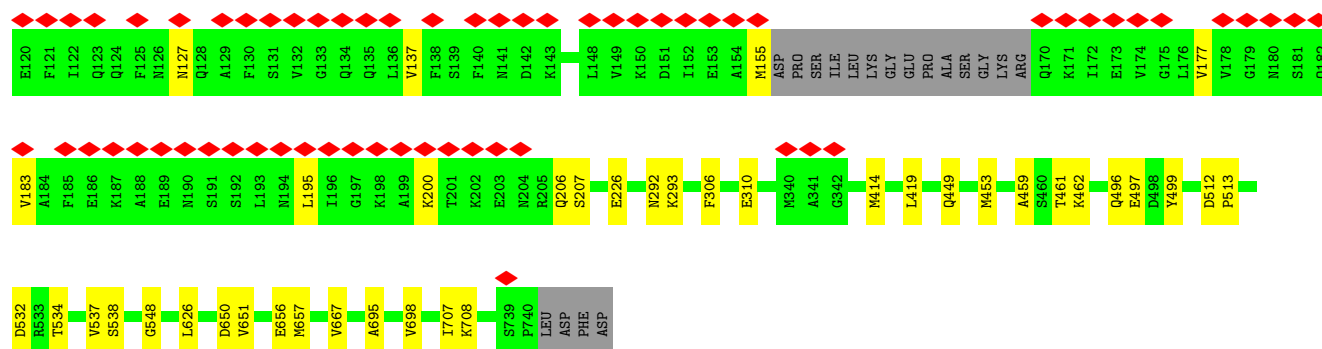 E120 F121 I122 Q123 Q124 F125 N126 N127 Q128 A129 F130 S131 V132 G133 Q134 Q135 L136 V137 F138 S139 F140 N141 D142 K143 L148 V149 K150 D151 I152 E153 A154 M155 ASP PRO SER ILE LEU LYS GLY GLU PRO ALA SER GLY LYS ARG Q170 K171 I172 E173 V174 G175 L176 V177 V178 G179 N180 S181 Q182
V183 A184 F185 E186 K187 A188 E189 N190 S191 S192 L193 N194 L195 I196 G197 K198 A199 K200 T201 K202 E203 N204 R205 Q206 S207 E226 N292 K293 F306 E310 M340 A341 G342 M414 L419 Q449 M453 A459 S460 T461 K462 Q496 E497 D498 Y499 D512 P513
D532 R533 T534 V537 S538 G548 L626 D650 V651 E656 M657 V667 A695 V698 I707 K708 S739 P740 LEU ASP PHE ASP